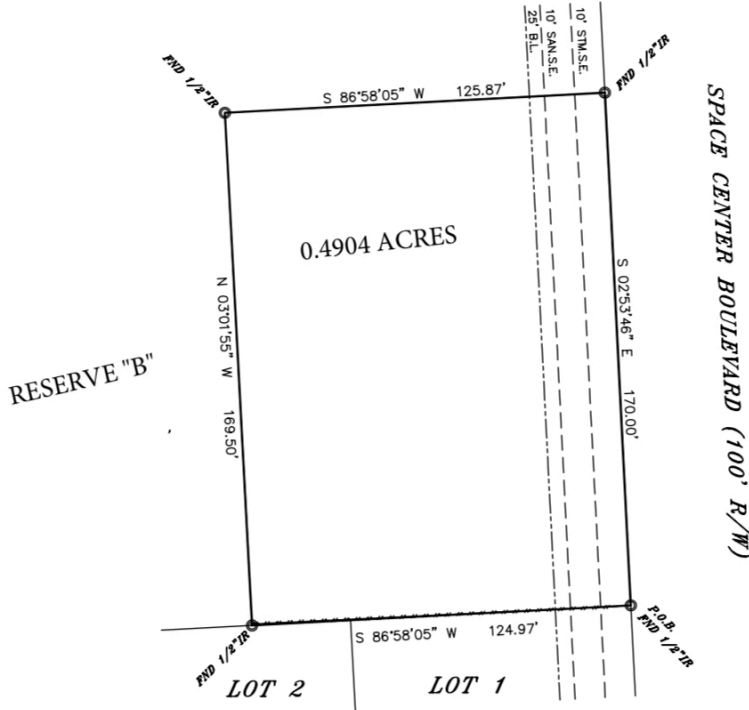 10' STM.S.E.
10' SAN.S.E.
25' B.L.
FND 1/2"IR
FND 1/2"IR
S 86°58'05" W 125.87'
SPACE CENTER BOULEVARD (100' R/W)
0.4904 ACRES
S 02°53'46" E 170.00'
N 03°01'55" W 169.50'
RESERVE "B"
P.O.B.
FND 1/2"IR
S 86°58'05" W 124.97'
FND 1/2"IR
LOT 2
LOT 1